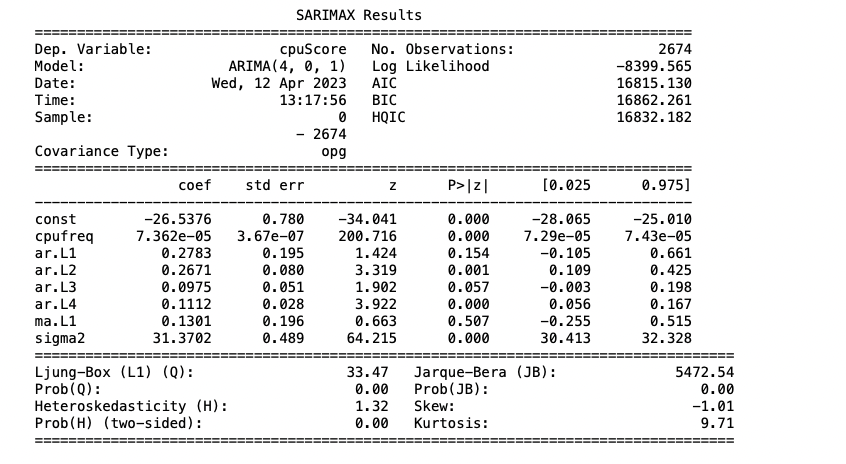 SARIMAX Results
==============================================================================
Dep. Variable: cpuScore No. Observations: 2674
Model: ARIMA(4, 0, 1) Log Likelihood -8399.565
Date: Wed, 12 Apr 2023 AIC 16815.130
Time: 13:17:56 BIC 16862.261
Sample: 0 HQIC 16832.182
- 2674
Covariance Type: opg
==============================================================================
coef std err z P>|z| [0.025 0.975]
------------------------------------------------------------------------------
const -26.5376 0.780 -34.041 0.000 -28.065 -25.010
cpufreq 7.362e-05 3.67e-07 200.716 0.000 7.29e-05 7.43e-05
ar.L1 0.2783 0.195 1.424 0.154 -0.105 0.661
ar.L2 0.2671 0.080 3.319 0.001 0.109 0.425
ar.L3 0.0975 0.051 1.902 0.057 -0.003 0.198
ar.L4 0.1112 0.028 3.922 0.000 0.056 0.167
ma.L1 0.1301 0.196 0.663 0.507 -0.255 0.515
sigma2 31.3702 0.489 64.215 0.000 30.413 32.328
===================================================================================
Ljung-Box (L1) (Q): 33.47 Jarque-Bera (JB): 5472.54
Prob(Q): 0.00 Prob(JB): 0.00
Heteroskedasticity (H): 1.32 Skew: -1.01
Prob(H) (two-sided): 0.00 Kurtosis: 9.71
===================================================================================